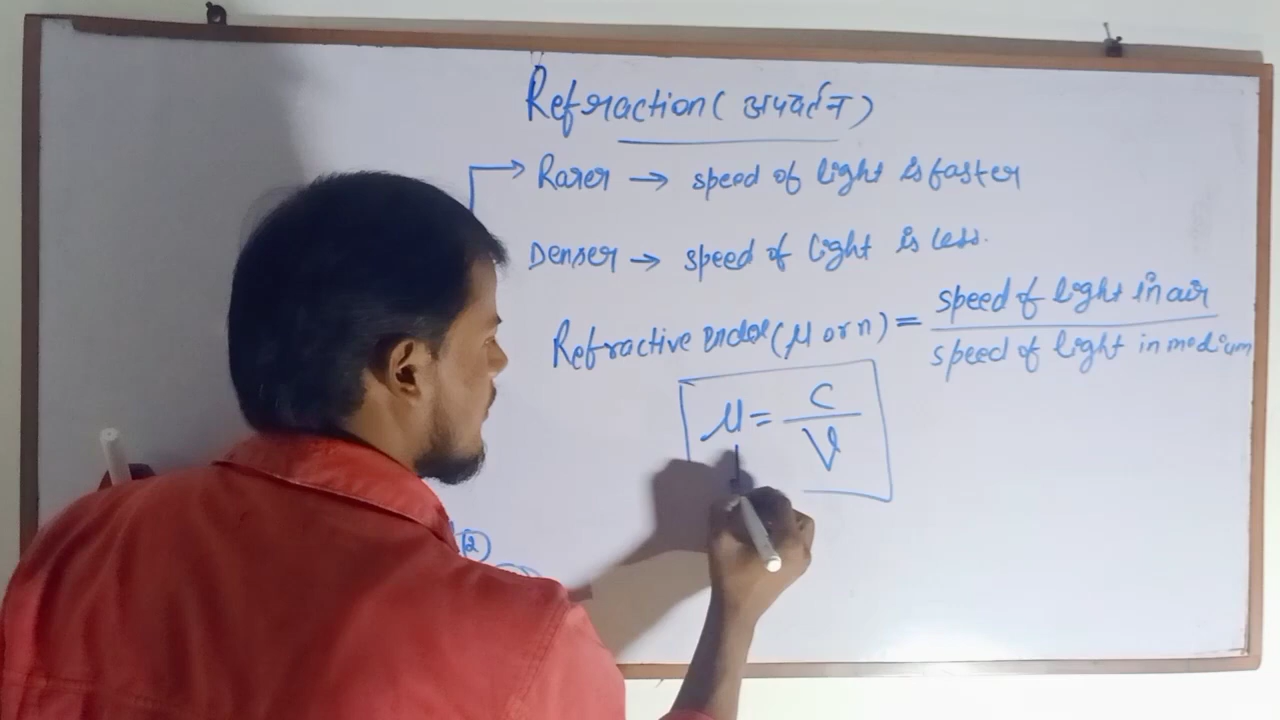 Refraction (अपवर्तन)
Rarer → speed of light is faster
Denser → speed of light is less.
Refractive index (μ or n) = speed of light in air / speed of light in medium
μ = C / V
(2)